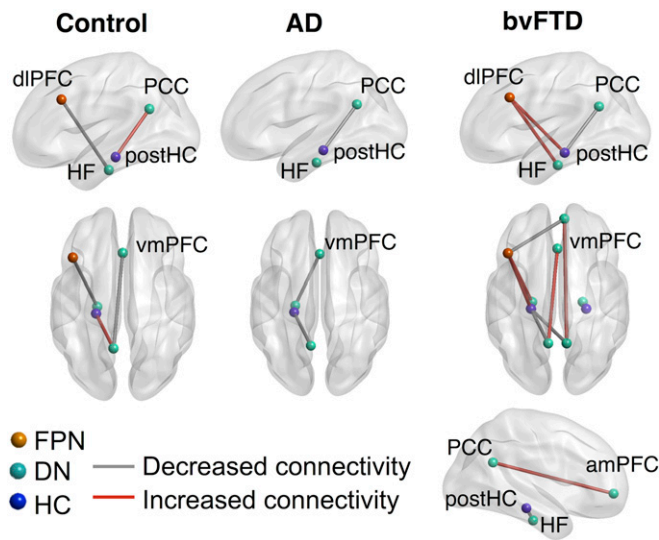 Control AD bvFTD
dlPFC PCC
HF postHC
PCC
HF postHC
dlPFC PCC
HF postHC
vmPFC
vmPFC
vmPFC
FPN
DN Decreased connectivity
HC Increased connectivity
PCC amPFC
postHC HF